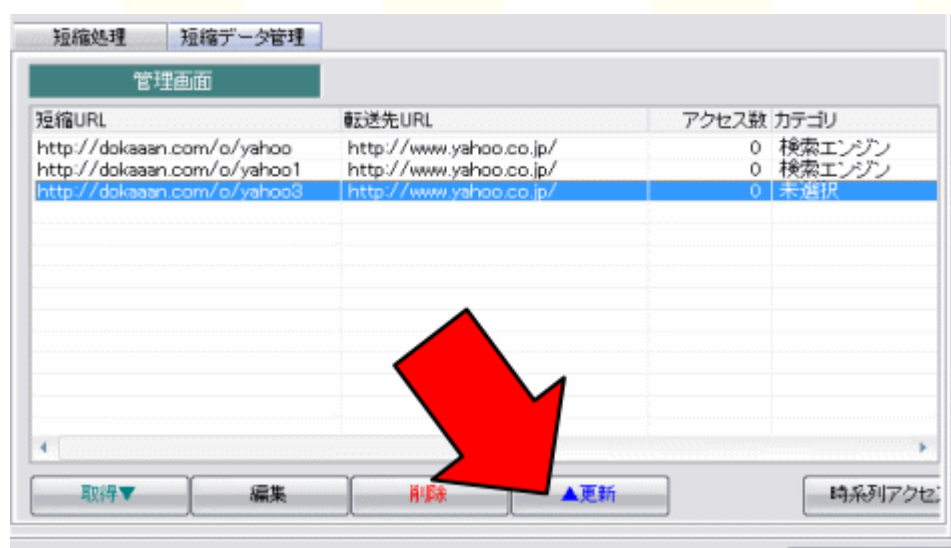 短縮処理 短縮データ管理
管理画面
短縮URL 転送先URL アクセス数 カテゴリ
http://dokaaan.com/o/yahoo http://www.yahoo.co.jp/ 0 検索エンジン
http://dokaaan.com/o/yahoo1 http://www.yahoo.co.jp/ 0 検索エンジン
http://dokaaan.com/o/yahoo3 http://www.yahoo.co.jp/ 0 未選択
取得▼ 編集 削除 ▲更新 時系列アクセ